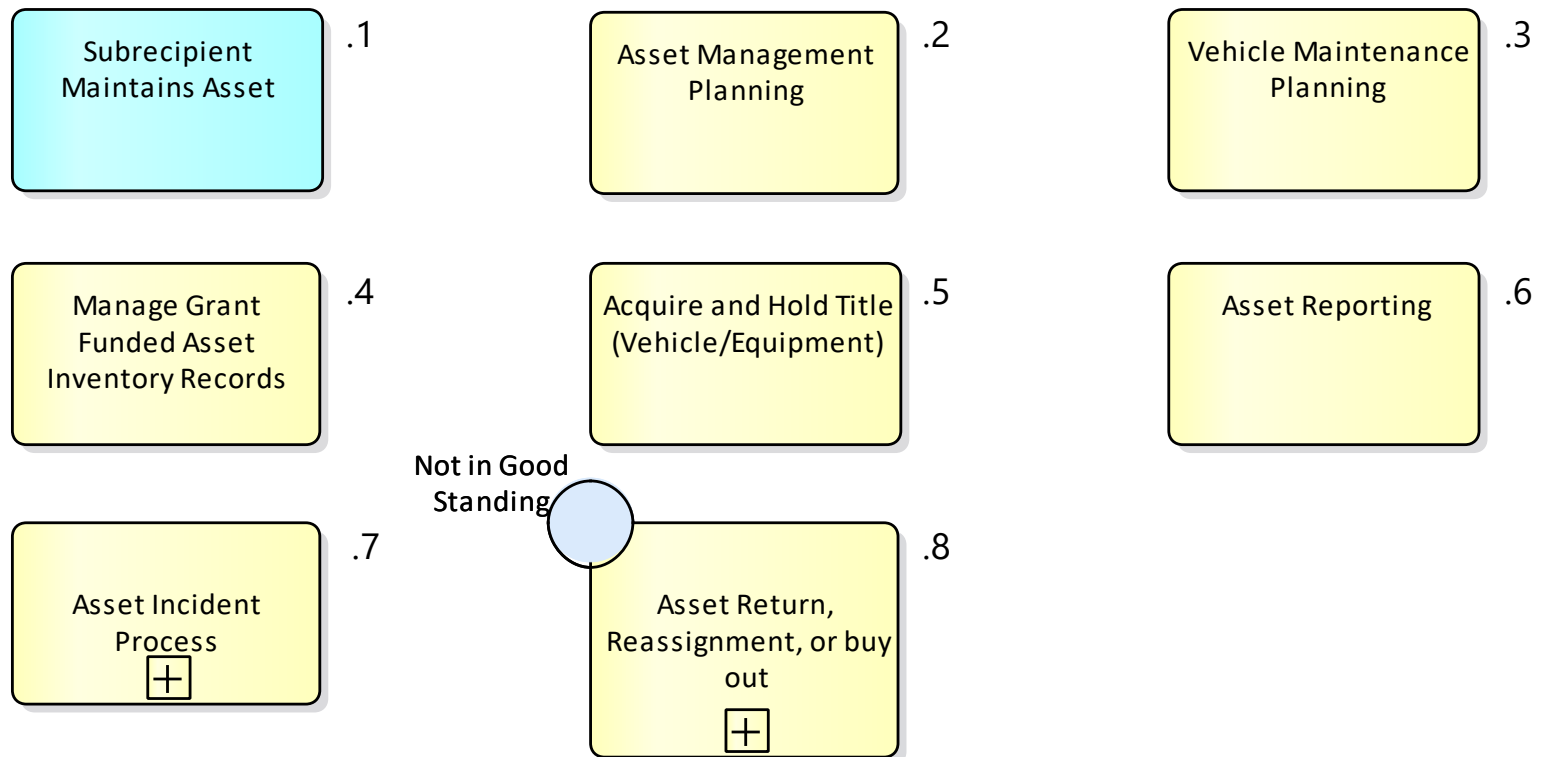 Subrecipient
Maintains Asset
.1
Asset Management
Planning
.2
Vehicle Maintenance
Planning
.3
Manage Grant
Funded Asset
Inventory Records
.4
Acquire and Hold Title
(Vehicle/Equipment)
.5
Asset Reporting
.6
Asset Incident
Process
.7
Not in Good
Standing
Asset Return,
Reassignment, or buy
out
.8